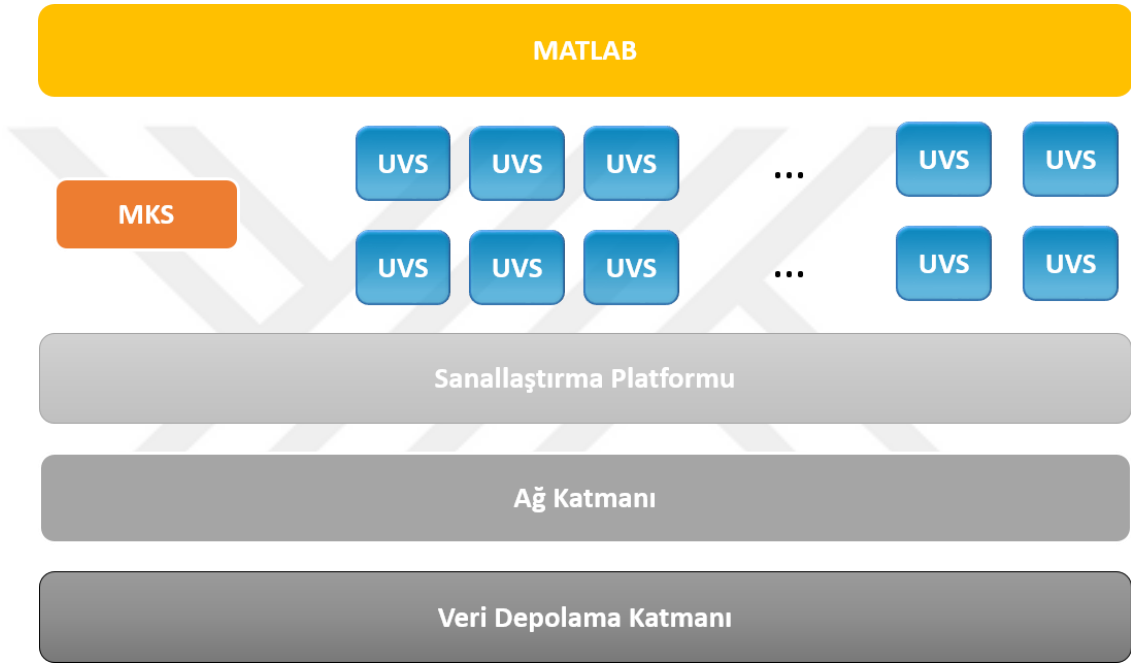 MATLAB
UVS UVS UVS ... UVS UVS
MKS
UVS UVS UVS ... UVS UVS
Sanallaştırma Platformu
Ağ Katmanı
Veri Depolama Katmanı